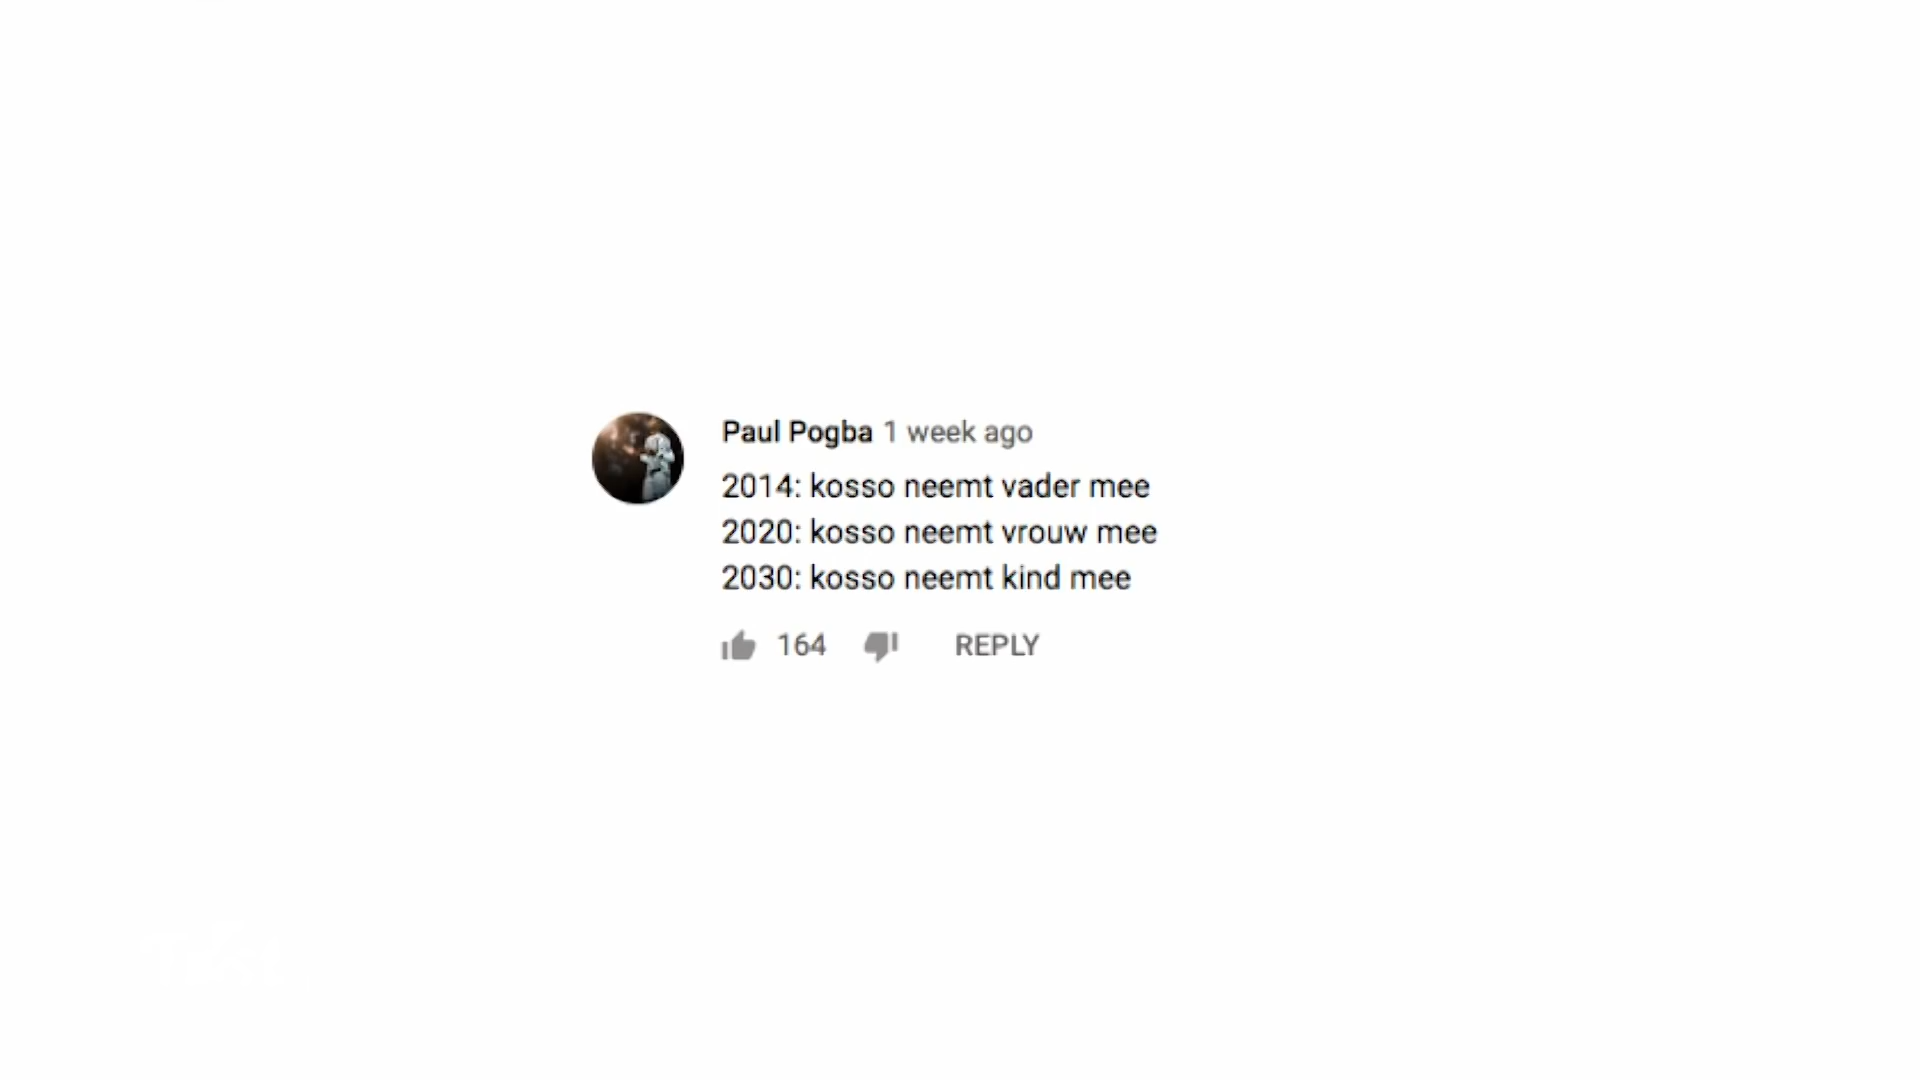 Paul Pogba 1 week ago
2014: kosso neemt vader mee
2020: kosso neemt vrouw mee
2030: kosso neemt kind mee
164 REPLY